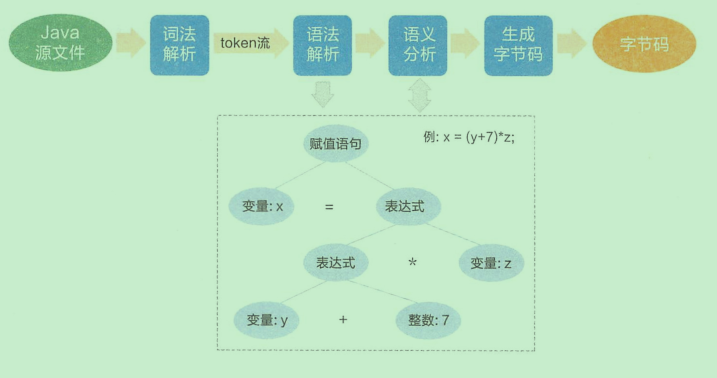 Java
源文件
词法
解析
token流
语法
解析
语义
分析
生成
字节码
字节码
赋值语句
例: x = (y+7)*z;
变量: x
=
表达式
表达式
*
变量: z
变量: y
+
整数: 7